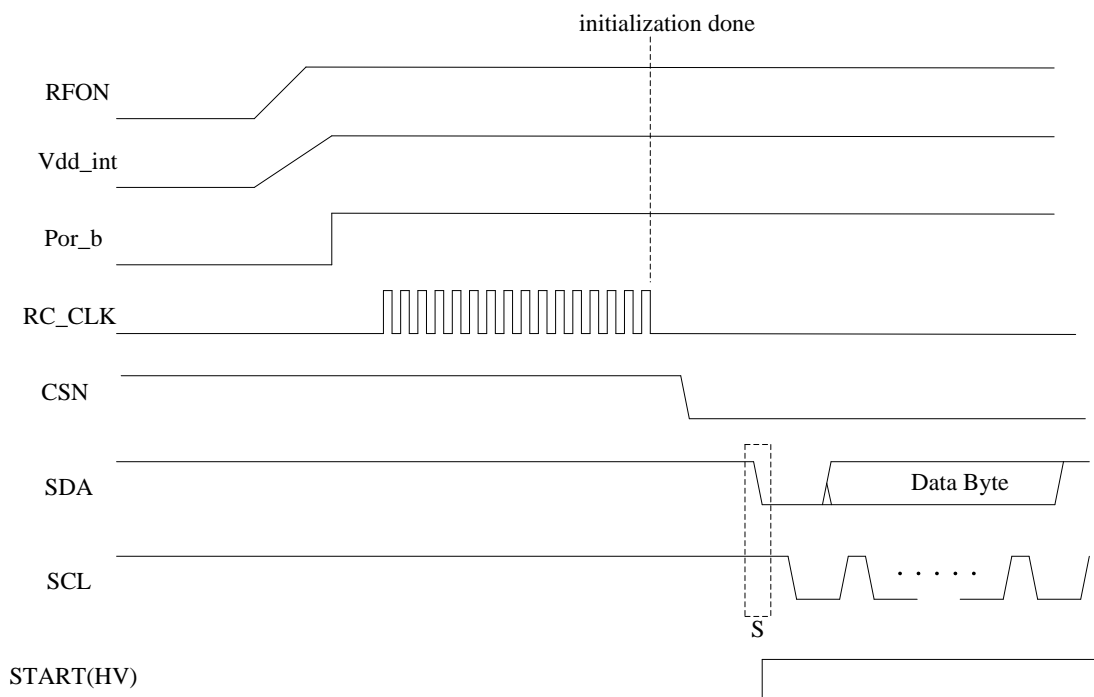 initialization done
RFON
Vdd_int
Por_b
RC_CLK
CSN
SDA
Data Byte
SCL
. . . . .
S
START(HV)